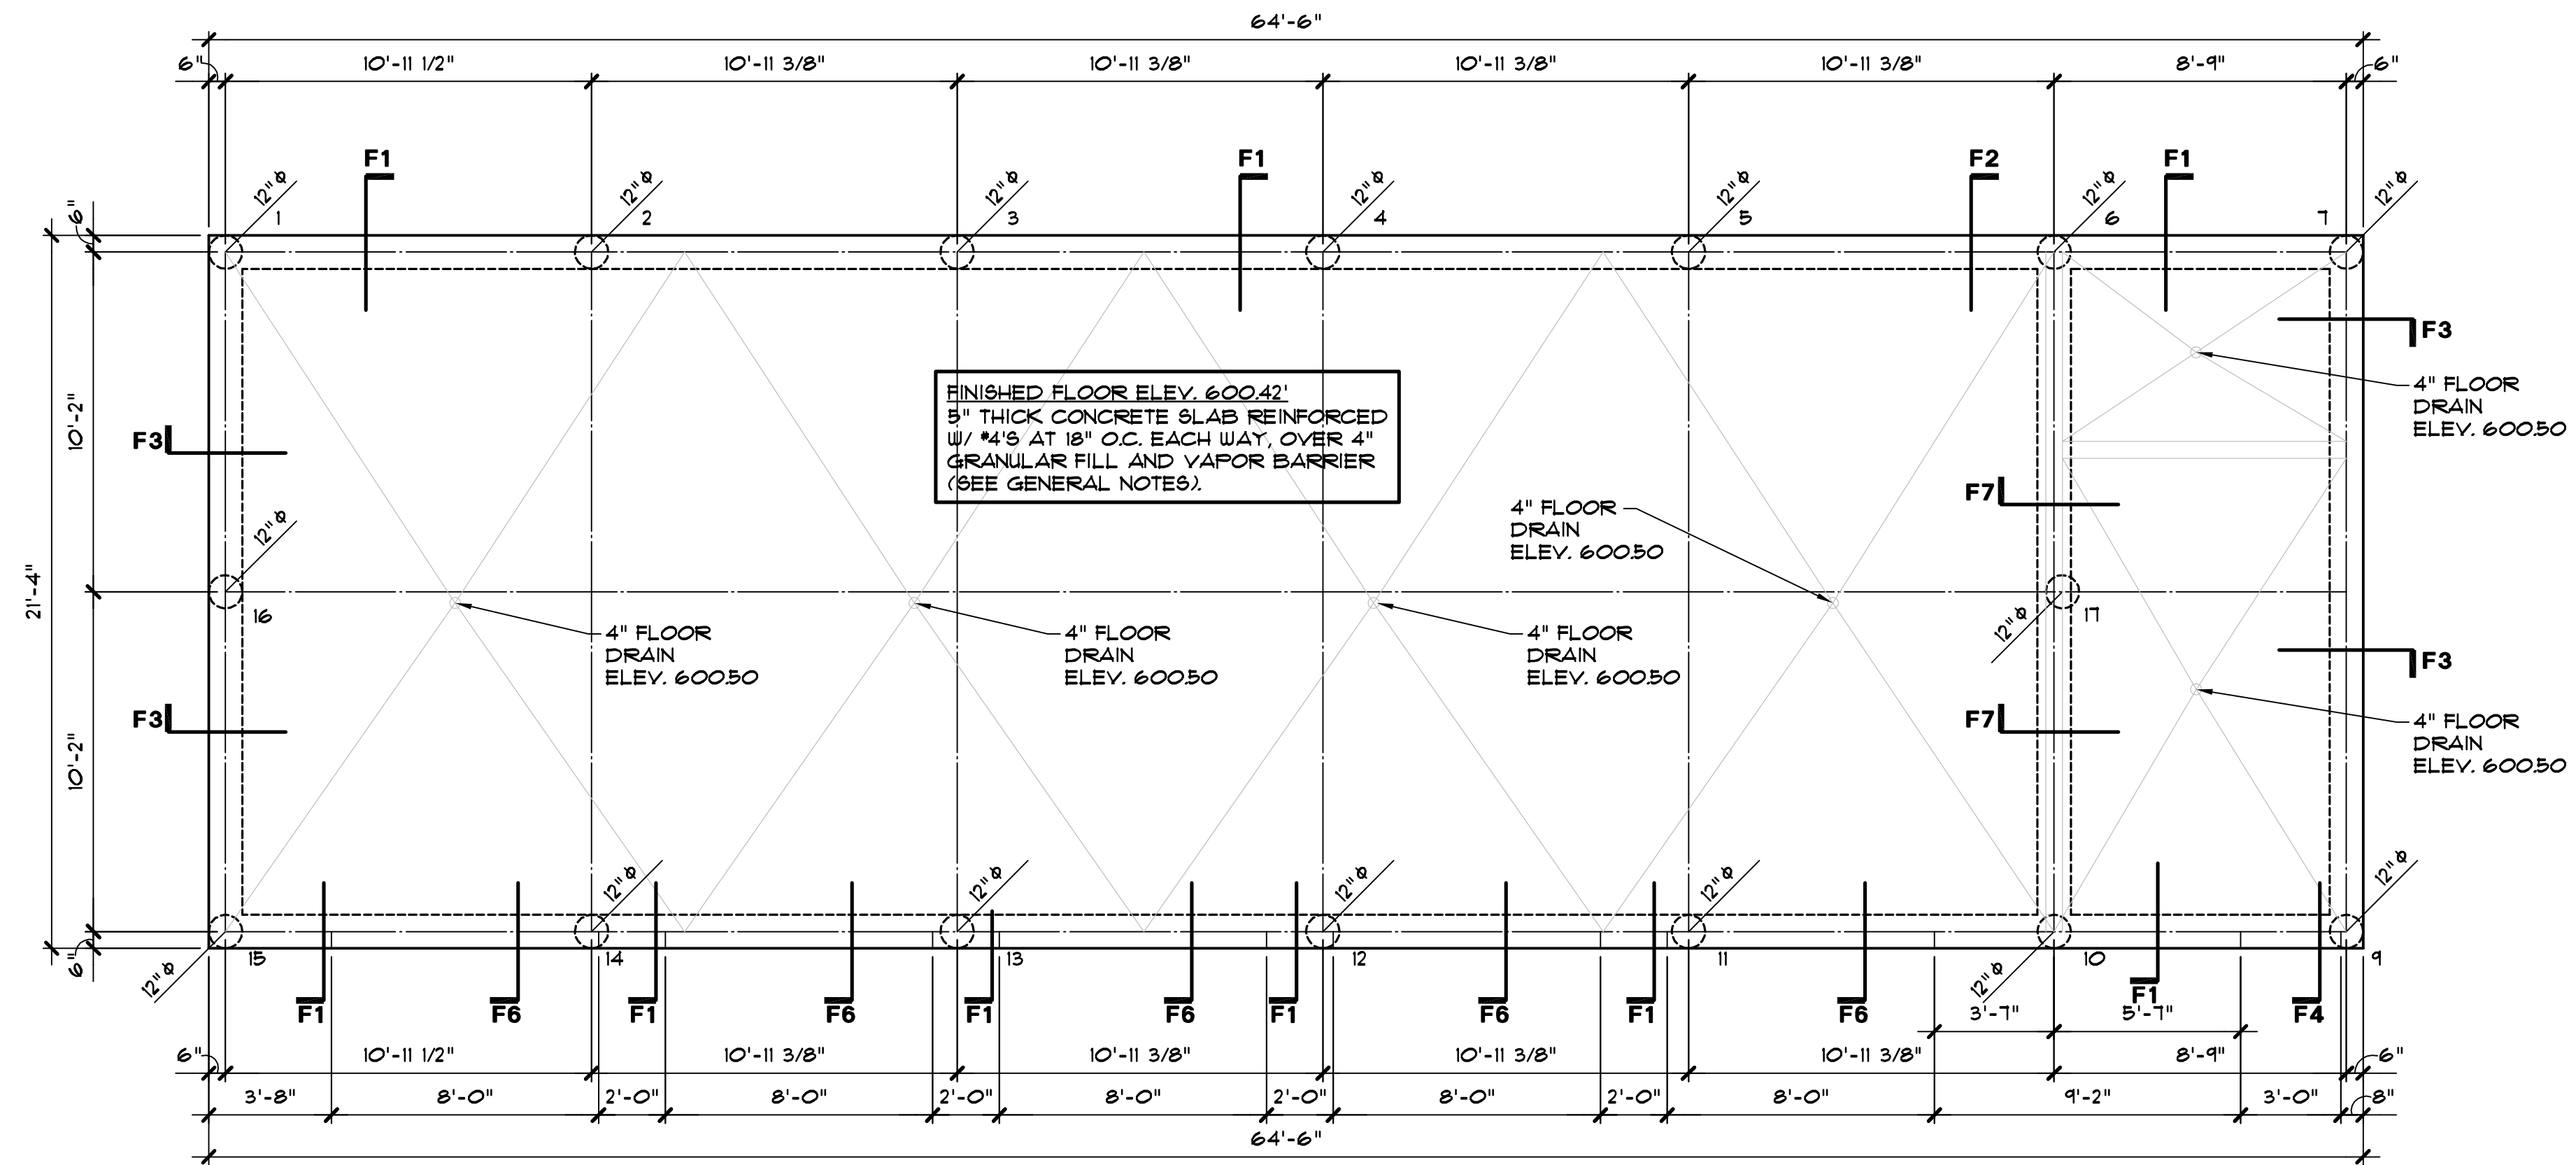 64'-6"
6"
10'-11 1/2"
10'-11 3/8"
10'-11 3/8"
10'-11 3/8"
10'-11 3/8"
8'-9"
6"
F1
F1
F2
F1
12"Φ
12"Φ
12"Φ
12"Φ
12"Φ
12"Φ
12"Φ
1
2
3
4
5
6
7
6"
F3
4" FLOOR
DRAIN
ELEV. 600.50
FINISHED FLOOR ELEV. 600.42'
5" THICK CONCRETE SLAB REINFORCED
W/ #4'S AT 18" O.C. EACH WAY, OVER 4"
GRANULAR FILL AND VAPOR BARRIER
(SEE GENERAL NOTES).
10'-2"
F3
F7
4" FLOOR
DRAIN
ELEV. 600.50
12"Φ
21'-4"
16
12"Φ
17
4" FLOOR
DRAIN
ELEV. 600.50
4" FLOOR
DRAIN
ELEV. 600.50
4" FLOOR
DRAIN
ELEV. 600.50
F3
F3
F7
10'-2"
4" FLOOR
DRAIN
ELEV. 600.50
12"Φ
12"Φ
12"Φ
12"Φ
12"Φ
6"
12"Φ
15
14
13
12
11
12"Φ
10
9
F1
F6
F1
F6
F1
F6
F1
F6
F1
F6
F1
F4
3'-7"
5'-7"
6"
10'-11 1/2"
10'-11 3/8"
10'-11 3/8"
10'-11 3/8"
10'-11 3/8"
8'-9"
6"
3'-8"
8'-0"
2'-0"
8'-0"
2'-0"
8'-0"
2'-0"
8'-0"
2'-0"
8'-0"
9'-2"
3'-0"
8"
64'-6"